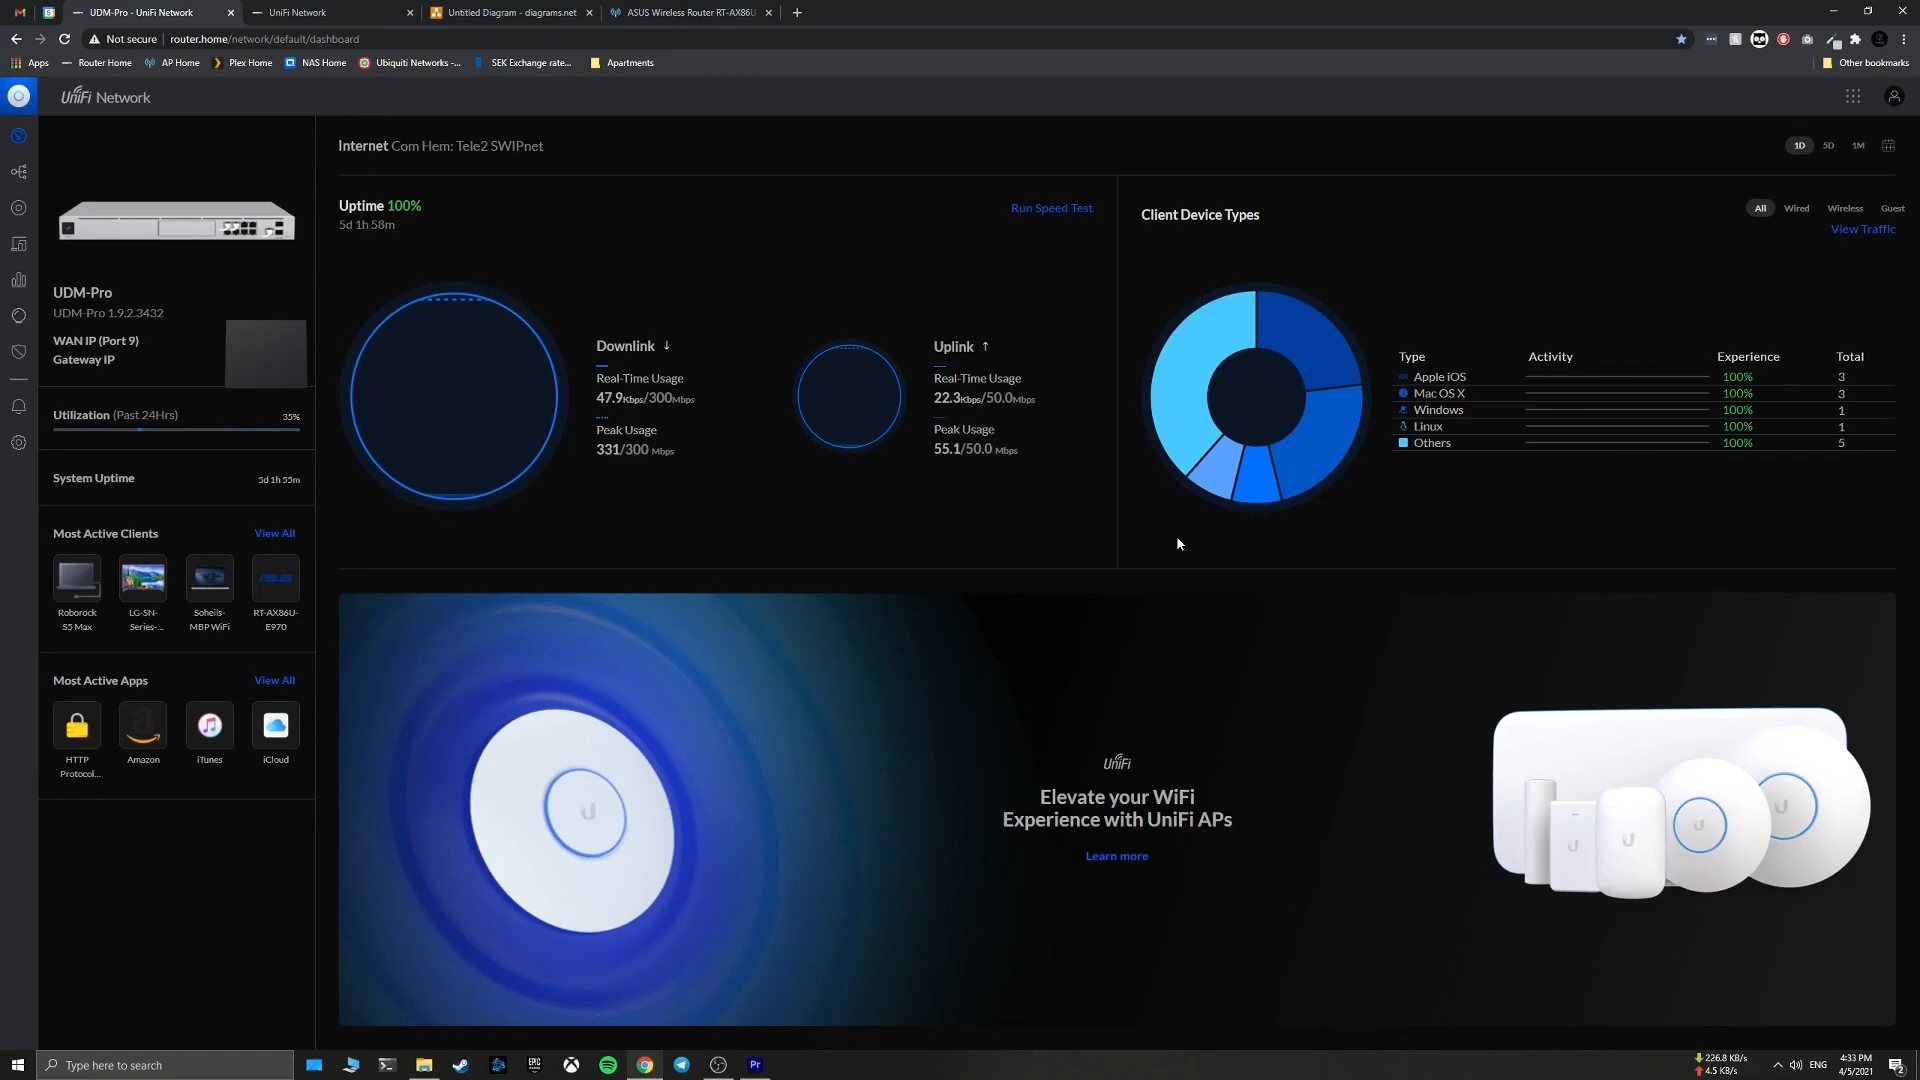 UDM-Pro - UniFi Network
UniFi Network
Untitled Diagram - diagrams.net
ASUS Wireless Router RT-AX86U
Not secure
router.home/network/default/dashboard
Apps
Router Home
AP Home
Plex Home
NAS Home
Ubiquiti Networks -...
SEK Exchange rate...
Apartments
Other bookmarks
UniFi Network
Internet Com Hem: Tele2 SWIPnet
1D 5D 1M
UDM-Pro
UDM-Pro 1.9.2.3432
WAN IP (Port 9)
Gateway IP
Utilization (Past 24Hrs) 35%
System Uptime 5d 1h 55m
Most Active Clients View All
Roborock
S5 Max
LG-SN-
Series-...
Soheils-
MBP WiFi
ASUS
RT-AX86U-
E970
Most Active Apps View All
HTTP
Protocol...
Amazon
iTunes
iCloud
Uptime 100%
5d 1h 58m
Run Speed Test
Downlink ↓
Real-Time Usage
47.9Kbps/300Mbps
Peak Usage
331/300 Mbps
Uplink ↑
Real-Time Usage
22.3Kbps/50.0Mbps
Peak Usage
55.1/50.0 Mbps
Client Device Types
All Wired Wireless Guest
View Traffic
Type Activity Experience Total
Apple iOS 100% 3
Mac OS X 100% 3
Windows 100% 1
Linux 100% 1
Others 100% 5
UniFi
Elevate your WiFi
Experience with UniFi APs
Learn more
Type here to search
EPIC
GAMES
Pr
226.8 KB/s
4.5 KB/s
ENG
4:33 PM
4/5/2021
2